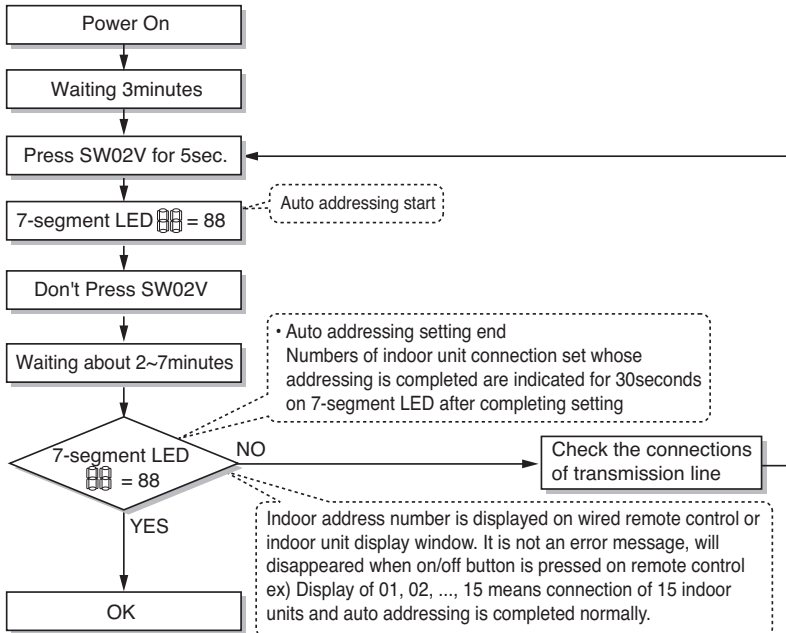 Power On
Waiting 3minutes
Press SW02V for 5sec.
7-segment LED 88 = 88
Auto addressing start
Don't Press SW02V
Waiting about 2~7minutes
• Auto addressing setting end
Numbers of indoor unit connection set whose
addressing is completed are indicated for 30seconds
on 7-segment LED after completing setting
7-segment LED
88 = 88
NO
Check the connections
of transmission line
YES
Indoor address number is displayed on wired remote control or
indoor unit display window. It is not an error message, will
disappeared when on/off button is pressed on remote control
ex) Display of 01, 02, ..., 15 means connection of 15 indoor
units and auto addressing is completed normally.
OK